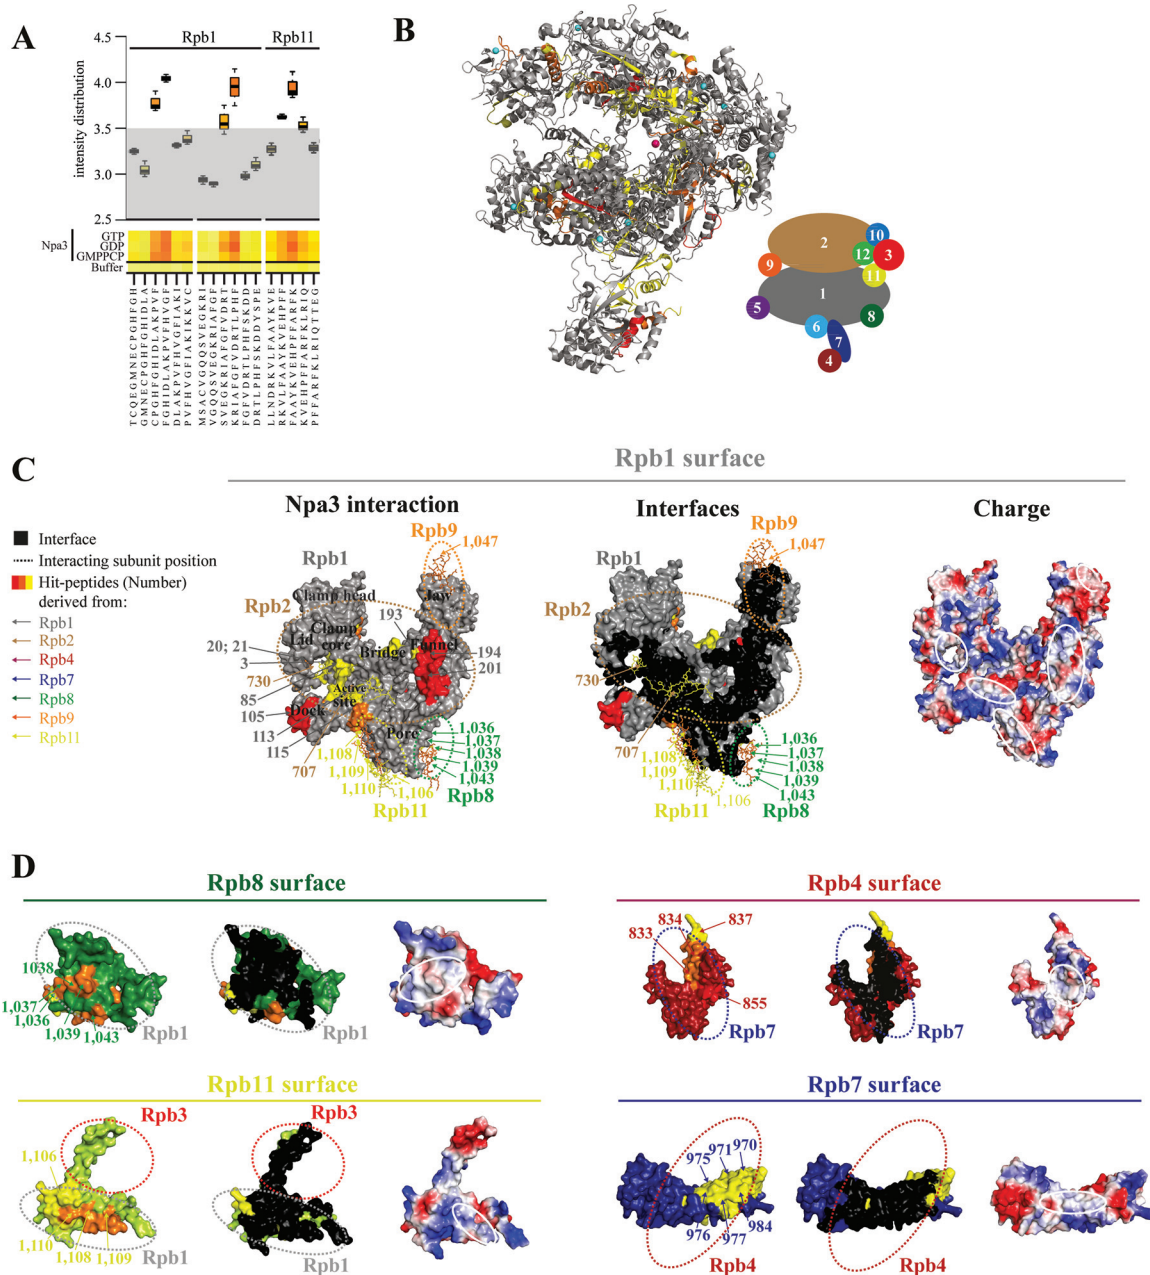 A
Rpb1
Rpb11
intensity distribution
4.5
4.0
3.5
3.0
2.5
Npa3
GTP
GDP
GMPPCP
Buffer
TCQEGMNECPGHFGH
GMNECPGHFGHIDLA
CPGHFGHIDLAKPVF
FGHIDLAKPVFHVGF
DLAKPVFHVGFIAKI
PVFHVGFIAKIKKVC
MSACVGQQSVEGKRI
VGQQSVEGKRIAFGF
SVEGKRIAFGFVDRT
KRIAFGFVDRTLPHF
FGFVDRTLPHFSKDD
DRTLPHFSKDDYSPE
LLNDRKVLFAAYKVE
RKVLFAAYKVEHPFF
FAAYKVEHPFFARFK
KVEHPFFARFKLRIQ
PFFARFKLRIQTTEG
B
2
10
12
3
9
11
1
5
8
6
7
4
C
Rpb1 surface
Npa3 interaction
Interfaces
Charge
Interface
Interacting subunit position
Hit-peptides (Number)
derived from:
Rpb1
Rpb2
Rpb4
Rpb7
Rpb8
Rpb9
Rpb11
Rpb9
1,047
Rpb1
Clamp head
Jaw
Rpb2
193
Clamp
core
Lid
Bridge
Funnel
20; 21
194
3
201
730
85
Active
site
105
Dock
113
Pore
115
707
1,108
1,109
1,110
1,106
Rpb11
1,036
1,037
1,038
1,039
1,043
Rpb8
Rpb9
1,047
Rpb1
Rpb2
730
707
1,108
1,109
1,110
1,106
Rpb11
1,036
1,037
1,038
1,039
1,043
Rpb8
D
Rpb8 surface
1038
1,037
1,036
1,039
1,043
Rpb1
Rpb1
Rpb4 surface
834
837
833
855
Rpb7
Rpb7
Rpb11 surface
Rpb3
Rpb3
1,106
1,110
1,108
1,109
Rpb1
Rpb1
Rpb7 surface
975
971
970
976
977
984
Rpb4
Rpb4